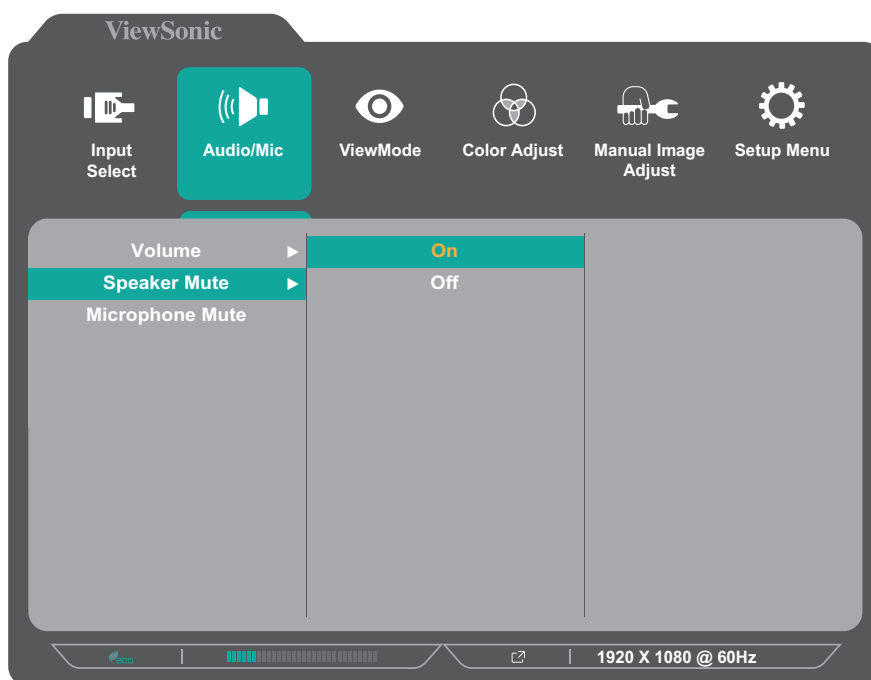 ViewSonic
Input
Select
Audio/Mic
ViewMode
Color Adjust
Manual Image
Adjust
Setup Menu
Volume
On
Speaker Mute
Off
Microphone Mute
eco
1920 X 1080 @ 60Hz